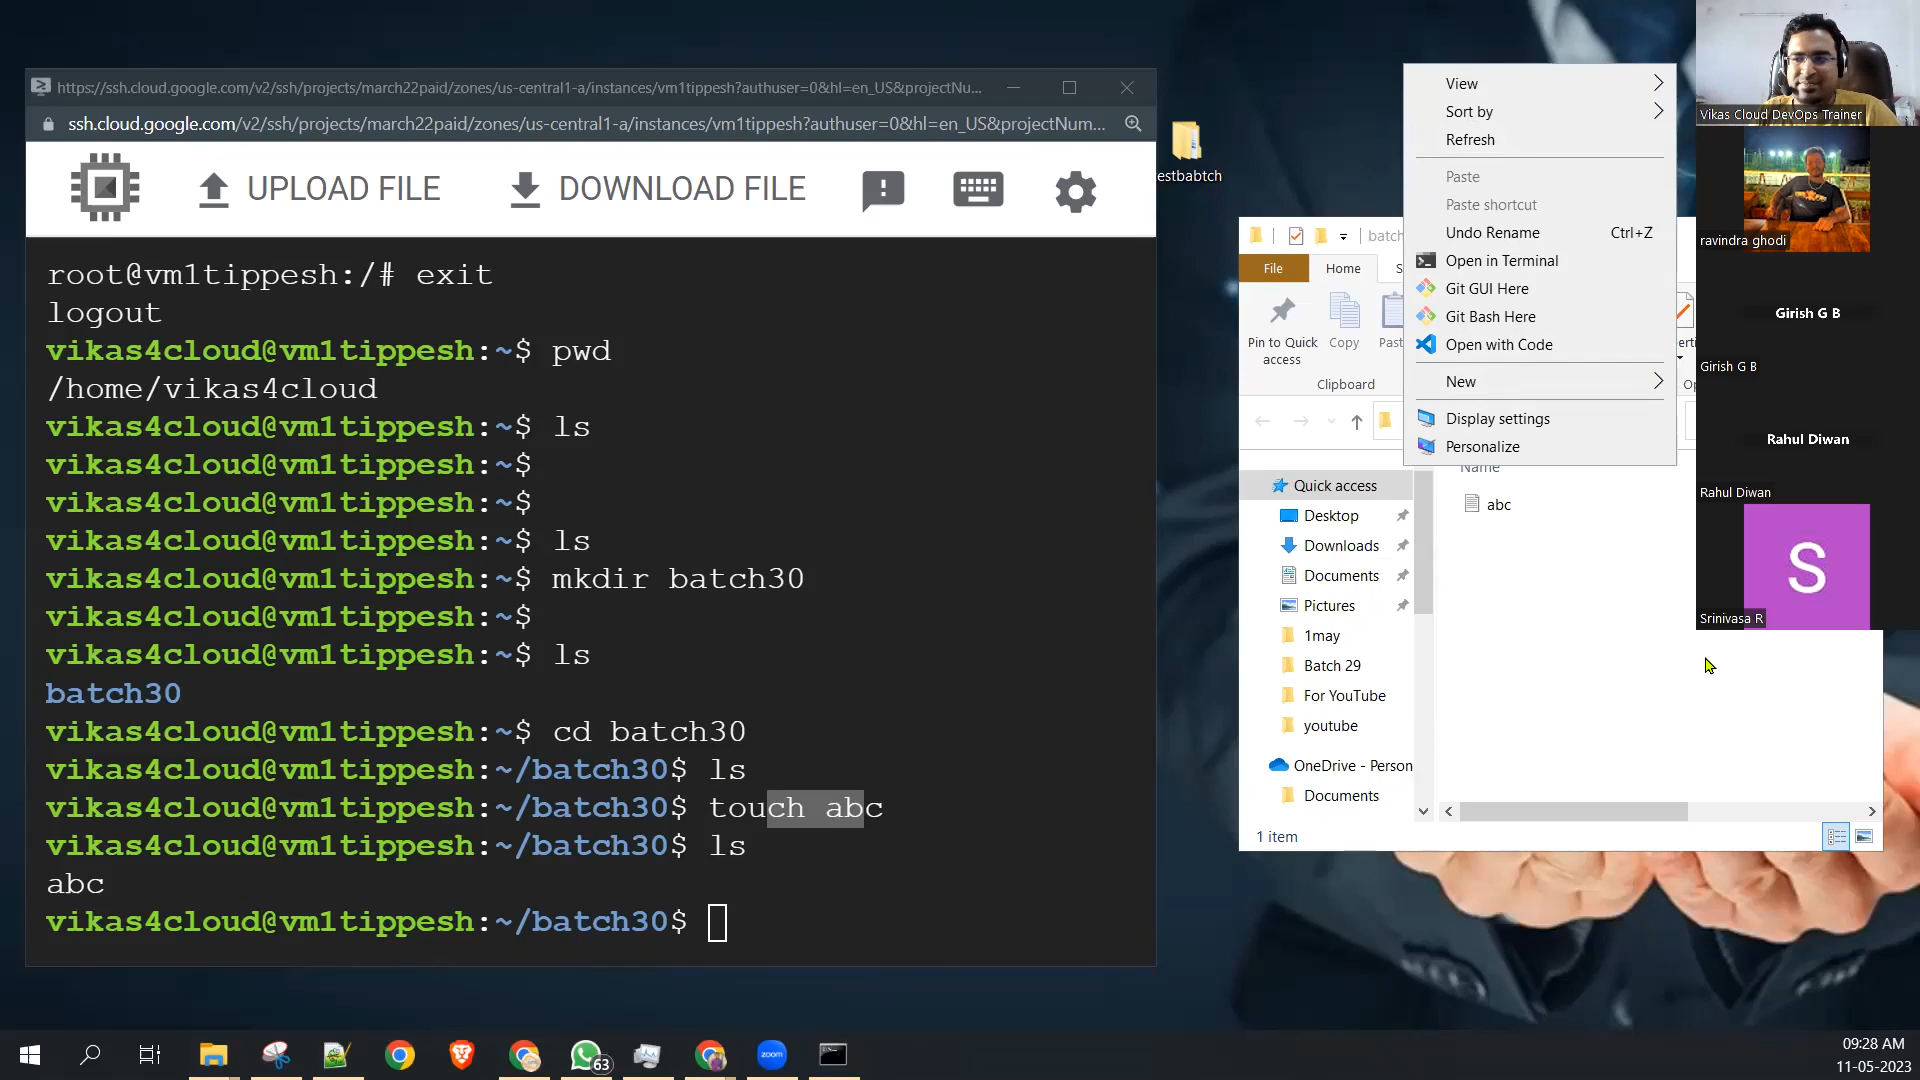 https://ssh.cloud.google.com/v2/ssh/projects/march22paid/zones/us-central1-a/instances/vm1tippesh?authuser=0&hl=en_US&projectNu...
ssh.cloud.google.com/v2/ssh/projects/march22paid/zones/us-central1-a/instances/vm1tippesh?authuser=0&hl=en_US&projectNum...
UPLOAD FILE
DOWNLOAD FILE
root@vm1tippesh:/# exit
logout
vikas4cloud@vm1tippesh:~$ pwd
/home/vikas4cloud
vikas4cloud@vm1tippesh:~$ ls
vikas4cloud@vm1tippesh:~$
vikas4cloud@vm1tippesh:~$
vikas4cloud@vm1tippesh:~$ ls
vikas4cloud@vm1tippesh:~$ mkdir batch30
vikas4cloud@vm1tippesh:~$
vikas4cloud@vm1tippesh:~$ ls
batch30
vikas4cloud@vm1tippesh:~$ cd batch30
vikas4cloud@vm1tippesh:~/batch30$ ls
vikas4cloud@vm1tippesh:~/batch30$ touch abc
vikas4cloud@vm1tippesh:~/batch30$ ls
abc
vikas4cloud@vm1tippesh:~/batch30$
estbabtch
batch
File
Home
S
Pin to Quick
access
Copy
Past
Clipboard
View
Sort by
Refresh
Paste
Paste shortcut
Undo Rename Ctrl+Z
Open in Terminal
Git GUI Here
Git Bash Here
Open with Code
New
Display settings
Personalize
Name
abc
Quick access
Desktop
Downloads
Documents
Pictures
1may
Batch 29
For YouTube
youtube
OneDrive - Person
Documents
1 item
Vikas Cloud DevOps Trainer
ravindra ghodi
Girish G B
Girish G B
Rahul Diwan
Rahul Diwan
S
Srinivasa R
63
zoom
09:28 AM
11-05-2023